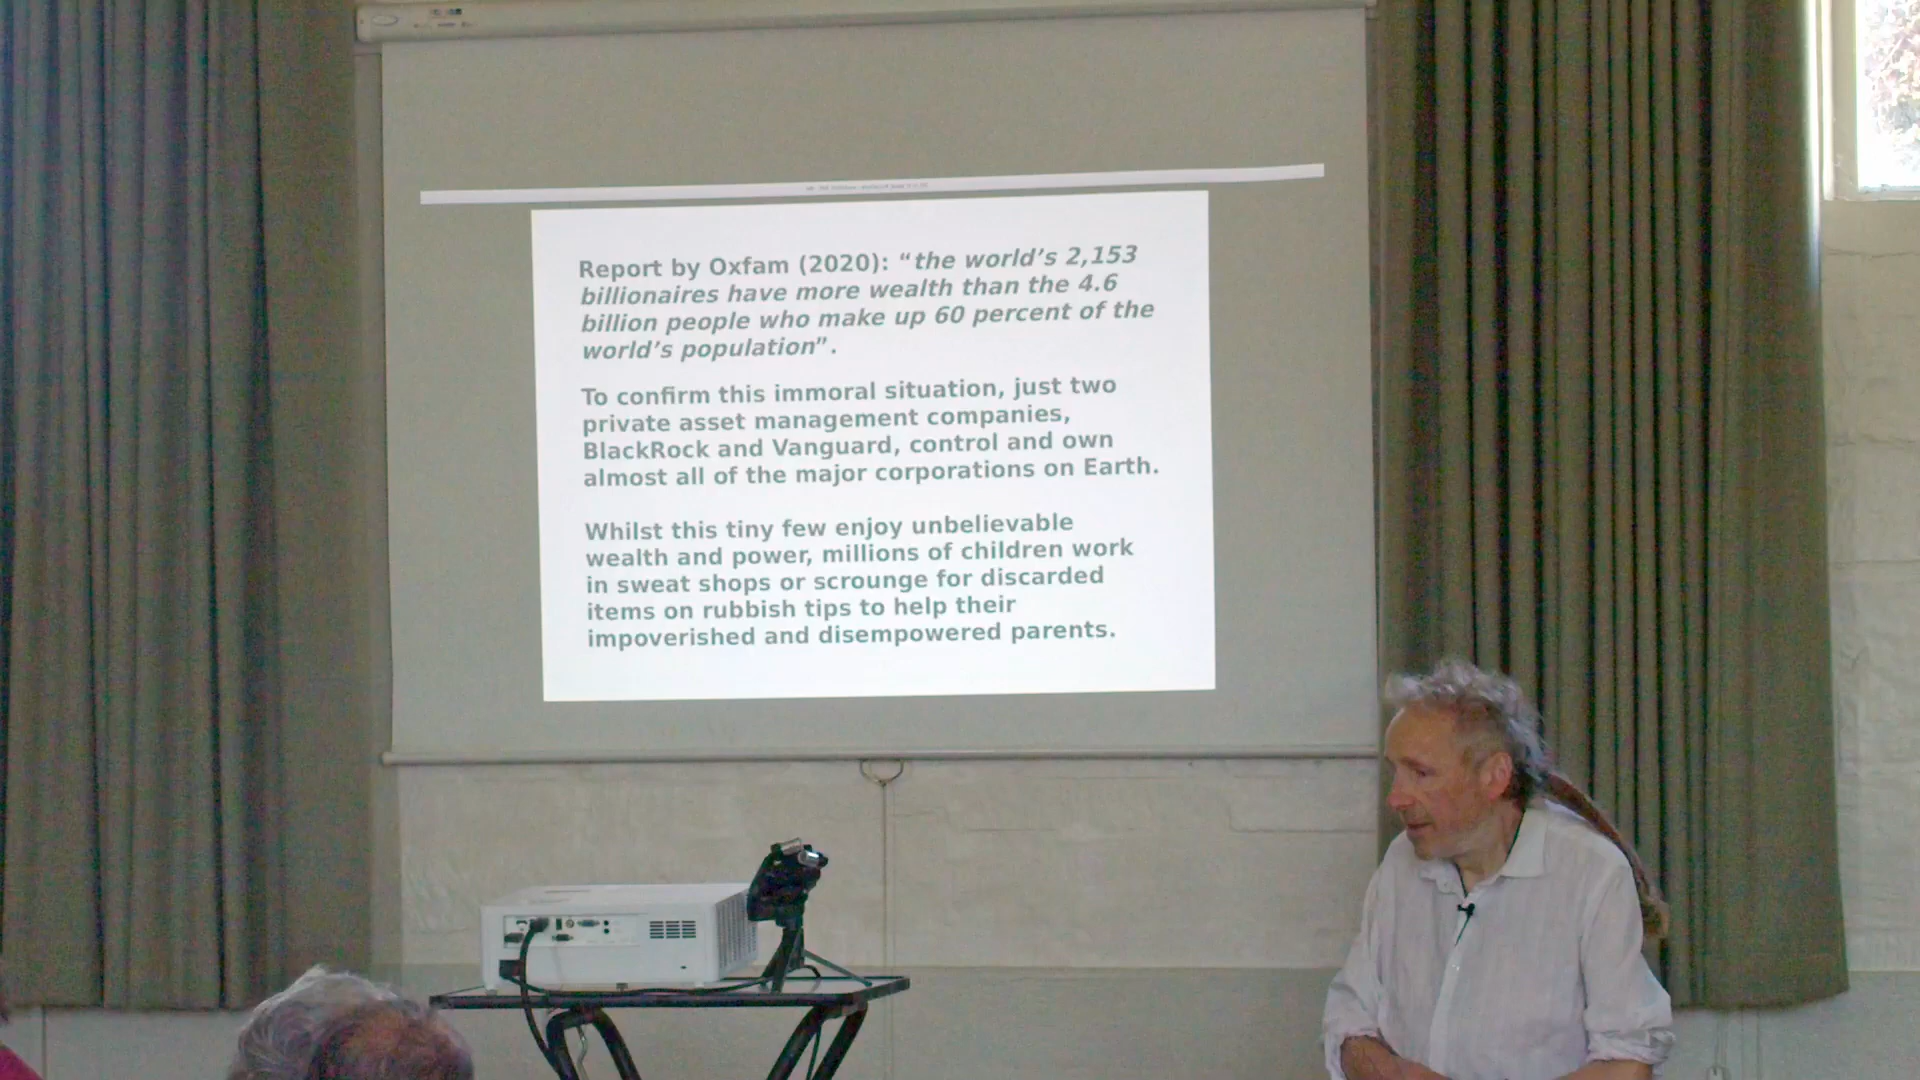 Report by Oxfam (2020): “the world’s 2,153
billionaires have more wealth than the 4.6
billion people who make up 60 percent of the
world’s population”.
To confirm this immoral situation, just two
private asset management companies,
BlackRock and Vanguard, control and own
almost all of the major corporations on Earth.
Whilst this tiny few enjoy unbelievable
wealth and power, millions of children work
in sweat shops or scrounge for discarded
items on rubbish tips to help their
impoverished and disempowered parents.